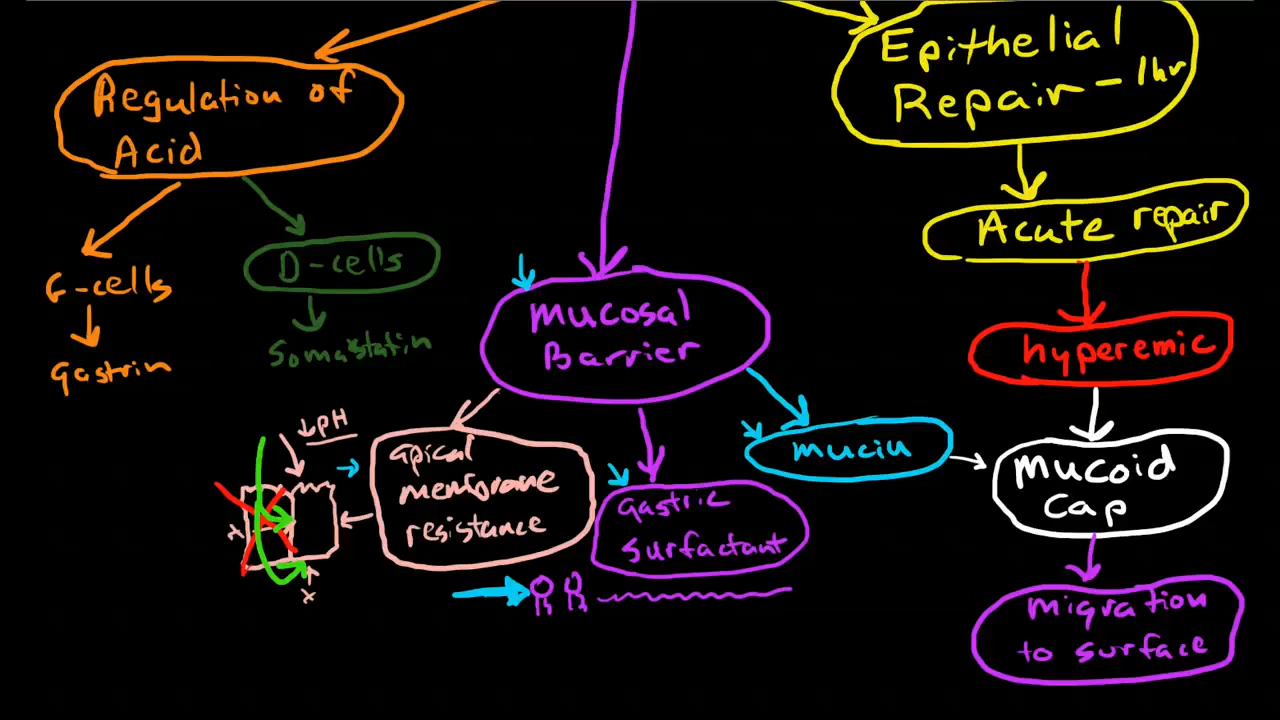 Regulation of
Acid
G-cells
Gastrin
D-cells
Somastatin
Mucosal
Barrier
↓pH
apical
membrane
resistance
x
x
gastric
surfactant
mucin
Epithelial
Repair - 1hr
Acute repair
hyperemic
Mucoid
Cap
migration
to surface